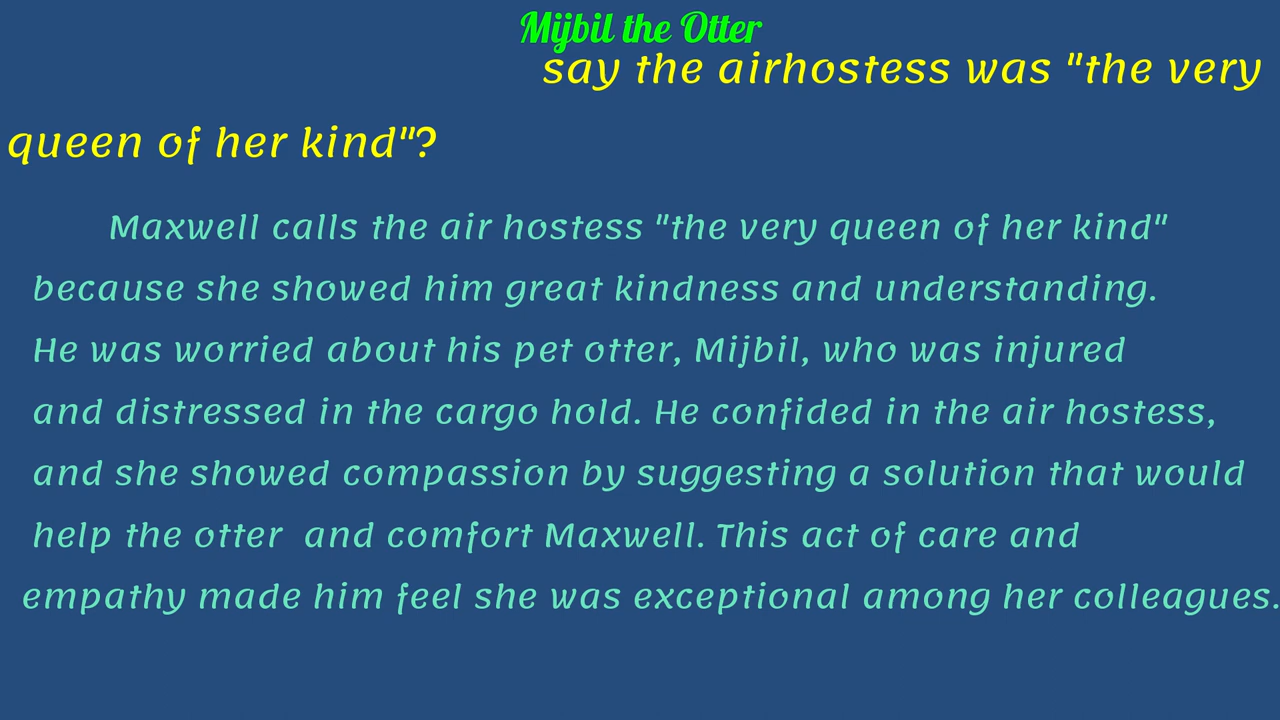 Mijbil the Otter
say the airhostess was "the very
queen of her kind"?
Maxwell calls the air hostess "the very queen of her kind"
because she showed him great kindness and understanding.
He was worried about his pet otter, Mijbil, who was injured
and distressed in the cargo hold. He confided in the air hostess,
and she showed compassion by suggesting a solution that would
help the otter  and comfort Maxwell. This act of care and
empathy made him feel she was exceptional among her colleagues.